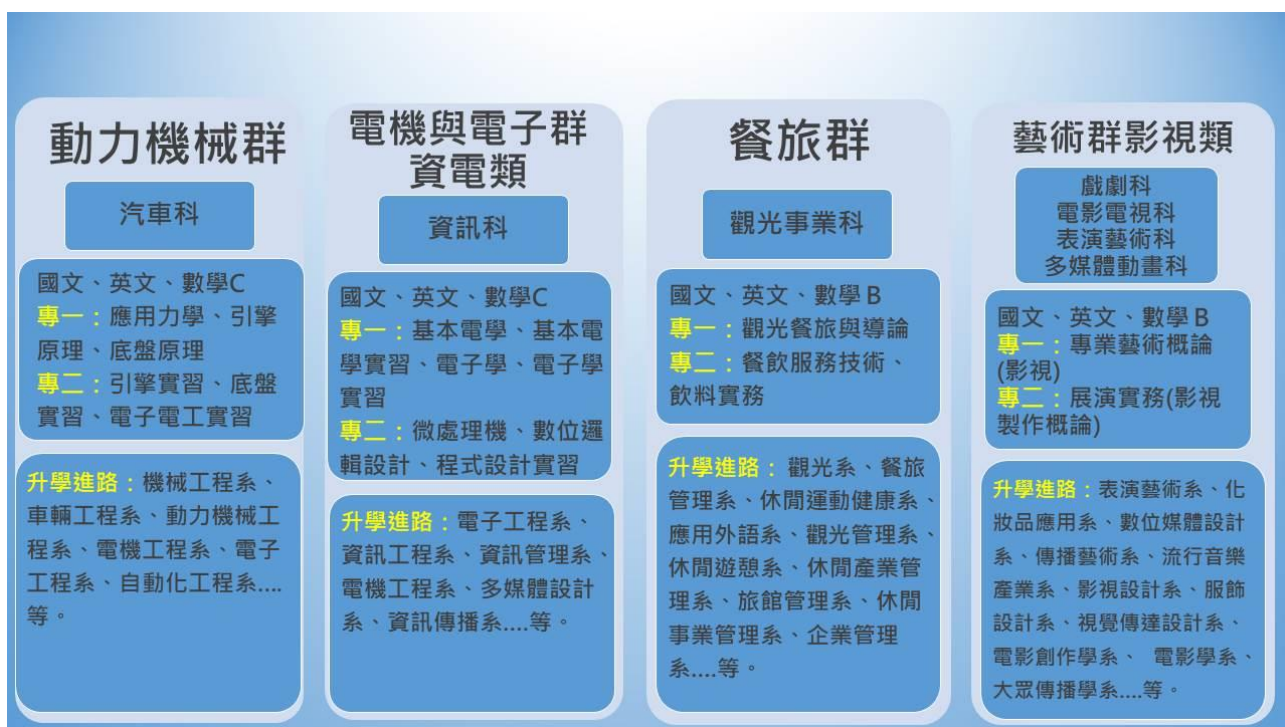 動力機械群
汽車科
國文、英文、數學C
專一：應用力學、引擎
原理、底盤原理
專二：引擎實習、底盤
實習、電子電工實習
升學進路：機械工程系、
車輛工程系、動力機械工
程系、電機工程系、電子
工程系、自動化工程系....
等。
電機與電子群
資電類
資訊科
國文、英文、數學C
專一：基本電學、基本電
學實習、電子學、電子學
實習
專二：微處理機、數位邏
輯設計、程式設計實習
升學進路：電子工程系、
資訊工程系、資訊管理系、
電機工程系、多媒體設計
系、資訊傳播系....等。
餐旅群
觀光事業科
國文、英文、數學 B
專一：觀光餐旅與導論
專二：餐飲服務技術、
飲料實務
升學進路： 觀光系、餐旅
管理系、休閒運動健康系、
應用外語系、觀光管理系、
休閒遊憩系、休閒產業管
理系、旅館管理系、休閒
事業管理系、企業管理
系....等。
藝術群影視類
戲劇科
電影電視科
表演藝術科
多媒體動畫科
國文、英文、數學 B
專一：專業藝術概論
(影視)
專二：展演實務(影視
製作概論)
升學進路：表演藝術系、化
妝品應用系、數位媒體設計
系、傳播藝術系、流行音樂
產業系、影視設計系、服飾
設計系、視覺傳達設計系、
電影創作學系、 電影學系、
大眾傳播學系....等。